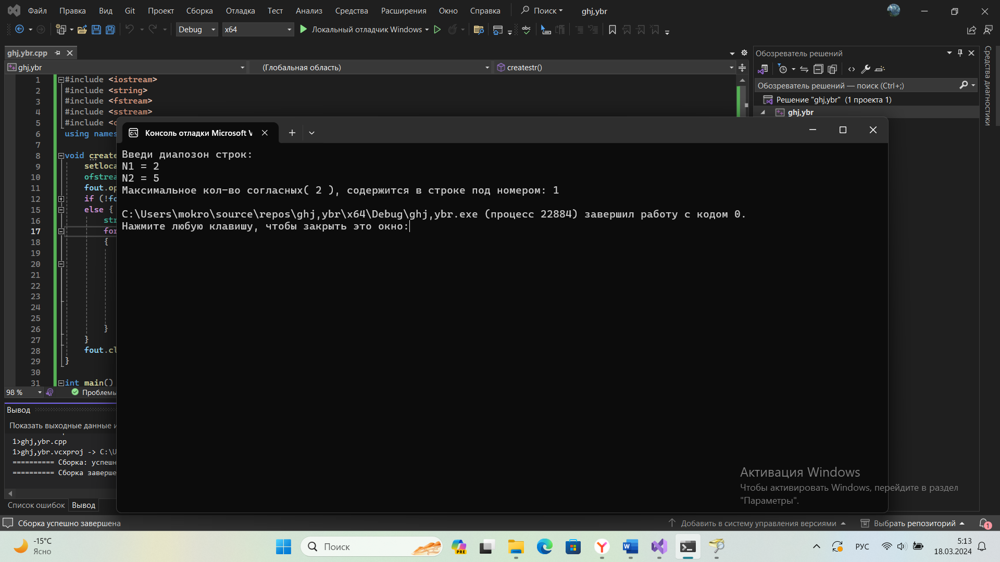 Файл Правка Вид Git Проект Сборка Отладка Тест Анализ Средства Расширения Окно Справка Поиск ghj,ybr
Debug x64 Локальный отладчик Windows
ghj,ybr.cpp
ghj,ybr (Глобальная область) createstr()
1 #include <iostream>
2 #include <string>
3 #include <fstream>
4 #include <sstream>
5 #include <c
6 using names
7
8 void create
9 setloca
10 ofstrea
11 fout.op
12 if (!fo
15 else {
16 str
17 for
18 {
19
20
21
22
23
24
25
26 }
27 }
28 fout.cl
29 }
30
31 int main()
98 % Проблемы
Вывод
Показать выходные данные и
1>ghj,ybr.cpp
1>ghj,ybr.vcxproj -> C:\U
========== Сборка: успешн
========== Сборка заверше
Список ошибок Вывод
Консоль отладки Microsoft V
Введи диапозон строк:
N1 = 2
N2 = 5
Максимальное кол-во согласных( 2 ), содержится в строке под номером: 1
C:\Users\mokro\source\repos\ghj,ybr\x64\Debug\ghj,ybr.exe (процесс 22884) завершил работу с кодом 0.
Нажмите любую клавишу, чтобы закрыть это окно:
Обозреватель решений
Обозреватель решений — поиск (Ctrl+;)
Решение "ghj,ybr" (1 проекта 1)
ghj,ybr
Средства диагностики
Активация Windows
Чтобы активировать Windows, перейдите в раздел
"Параметры".
Сборка успешно завершена Добавить в систему управления версиями Выбрать репозиторий 1
-15°C
Ясно
Поиск
PRE
РУС
5:13
18.03.2024